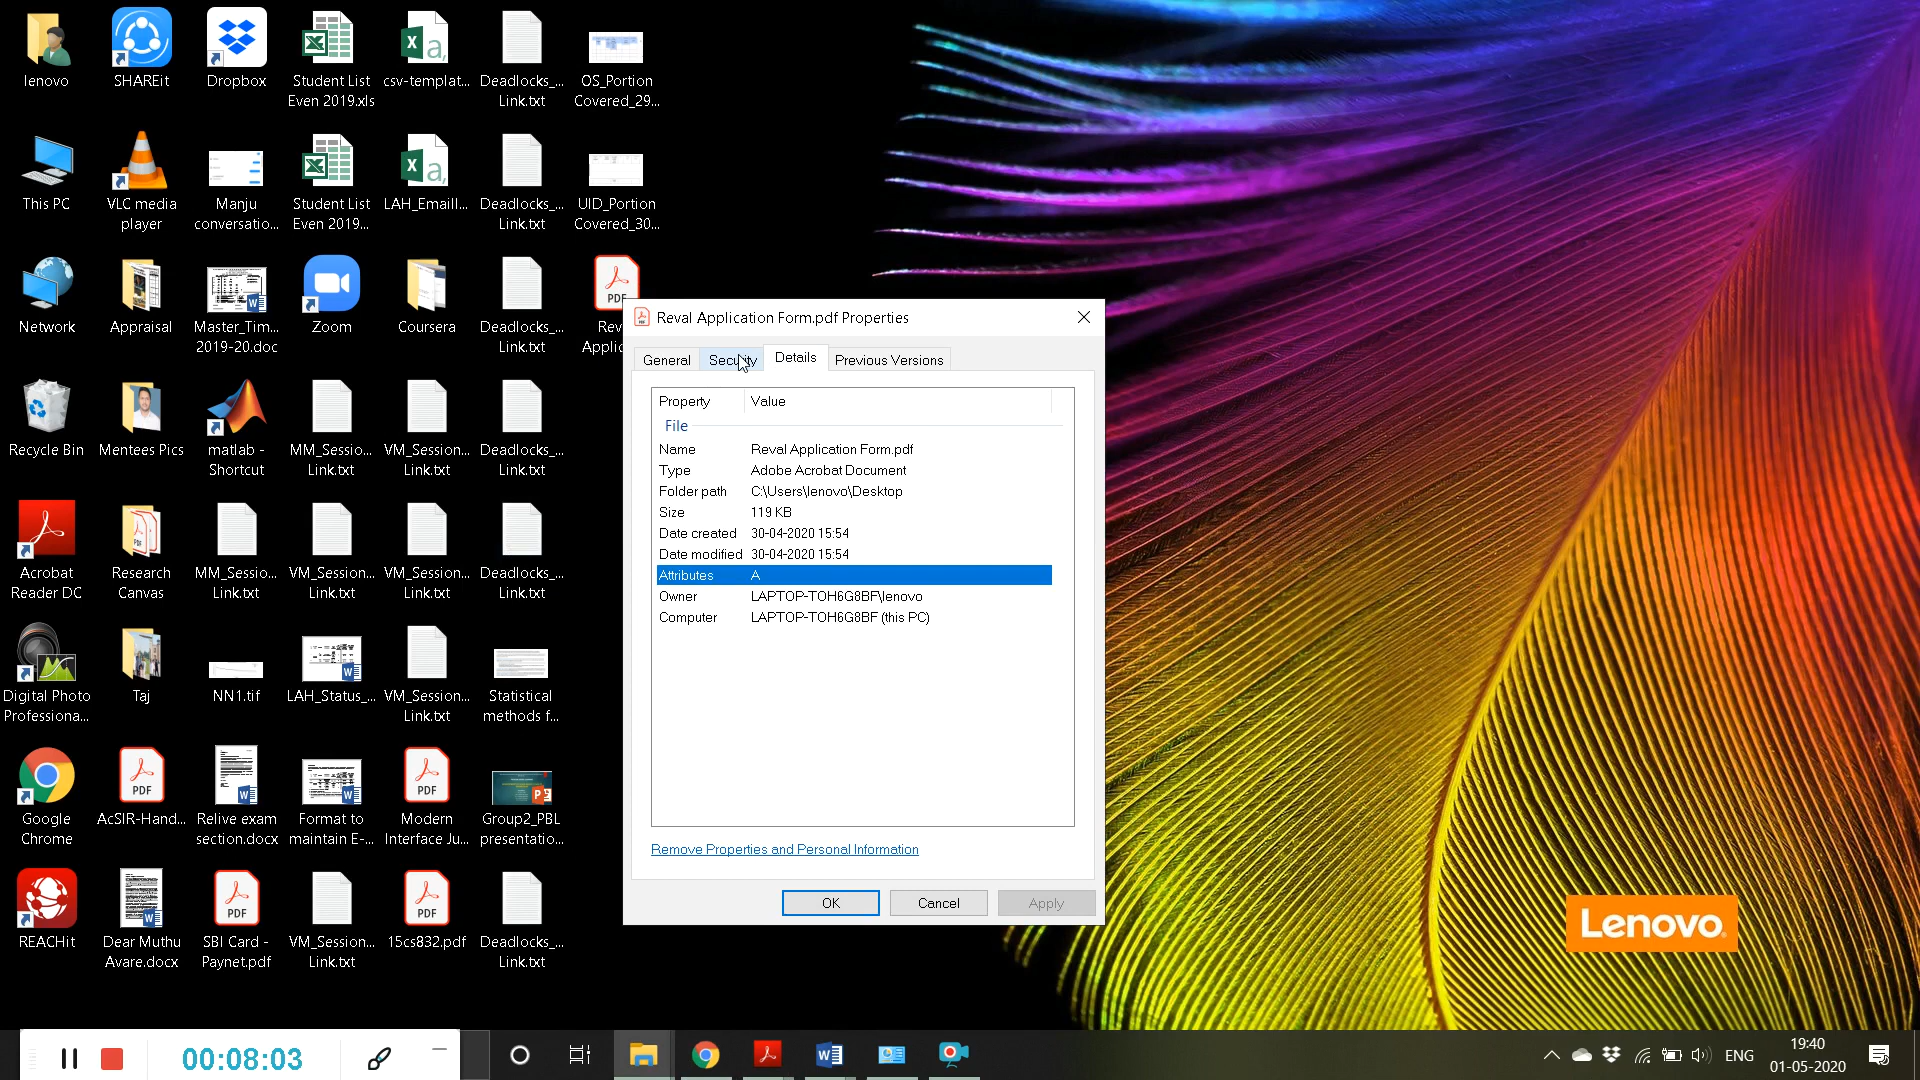 lenovo
SHAREit
Dropbox
Student List
Even 2019.xls
csv-templat...
Deadlocks_...
Link.txt
OS_Portion
Covered_29...
This PC
VLC media
player
Manju
conversatio...
Student List
Even 2019...
LAH_Emaill...
Deadlocks_...
Link.txt
UID_Portion
Covered_30...
Network
Appraisal
Master_Tim...
2019-20.doc
Zoom
Coursera
Deadlocks_...
Link.txt
PDF
Rev
Applic
Recycle Bin
Mentees Pics
matlab -
Shortcut
MM_Sessio...
Link.txt
VM_Session...
Link.txt
Deadlocks_...
Link.txt
Acrobat
Reader DC
Research
Canvas
MM_Sessio...
Link.txt
VM_Session...
Link.txt
VM_Session...
Link.txt
Deadlocks_...
Link.txt
Digital Photo
Professiona...
Taj
NN1.tif
LAH_Status_...
VM_Session...
Link.txt
Statistical
methods f...
Google
Chrome
PDF
AcSIR-Hand...
Relive exam
section.docx
Format to
maintain E-...
PDF
Modern
Interface Ju...
Group2_PBL
presentatio...
REACHit
Dear Muthu
Avare.docx
PDF
SBI Card -
Paynet.pdf
VM_Session...
Link.txt
PDF
15cs832.pdf
Deadlocks_...
Link.txt
Reval Application Form.pdf Properties
General
Security
Details
Previous Versions
Property Value
File
Name Reval Application Form.pdf
Type Adobe Acrobat Document
Folder path C:\Users\lenovo\Desktop
Size 119 KB
Date created 30-04-2020 15:54
Date modified 30-04-2020 15:54
Attributes A
Owner LAPTOP-TOH6G8BF\lenovo
Computer LAPTOP-TOH6G8BF (this PC)
Remove Properties and Personal Information
OK
Cancel
Apply
Lenovo
00:08:03
ENG
19:40
01-05-2020